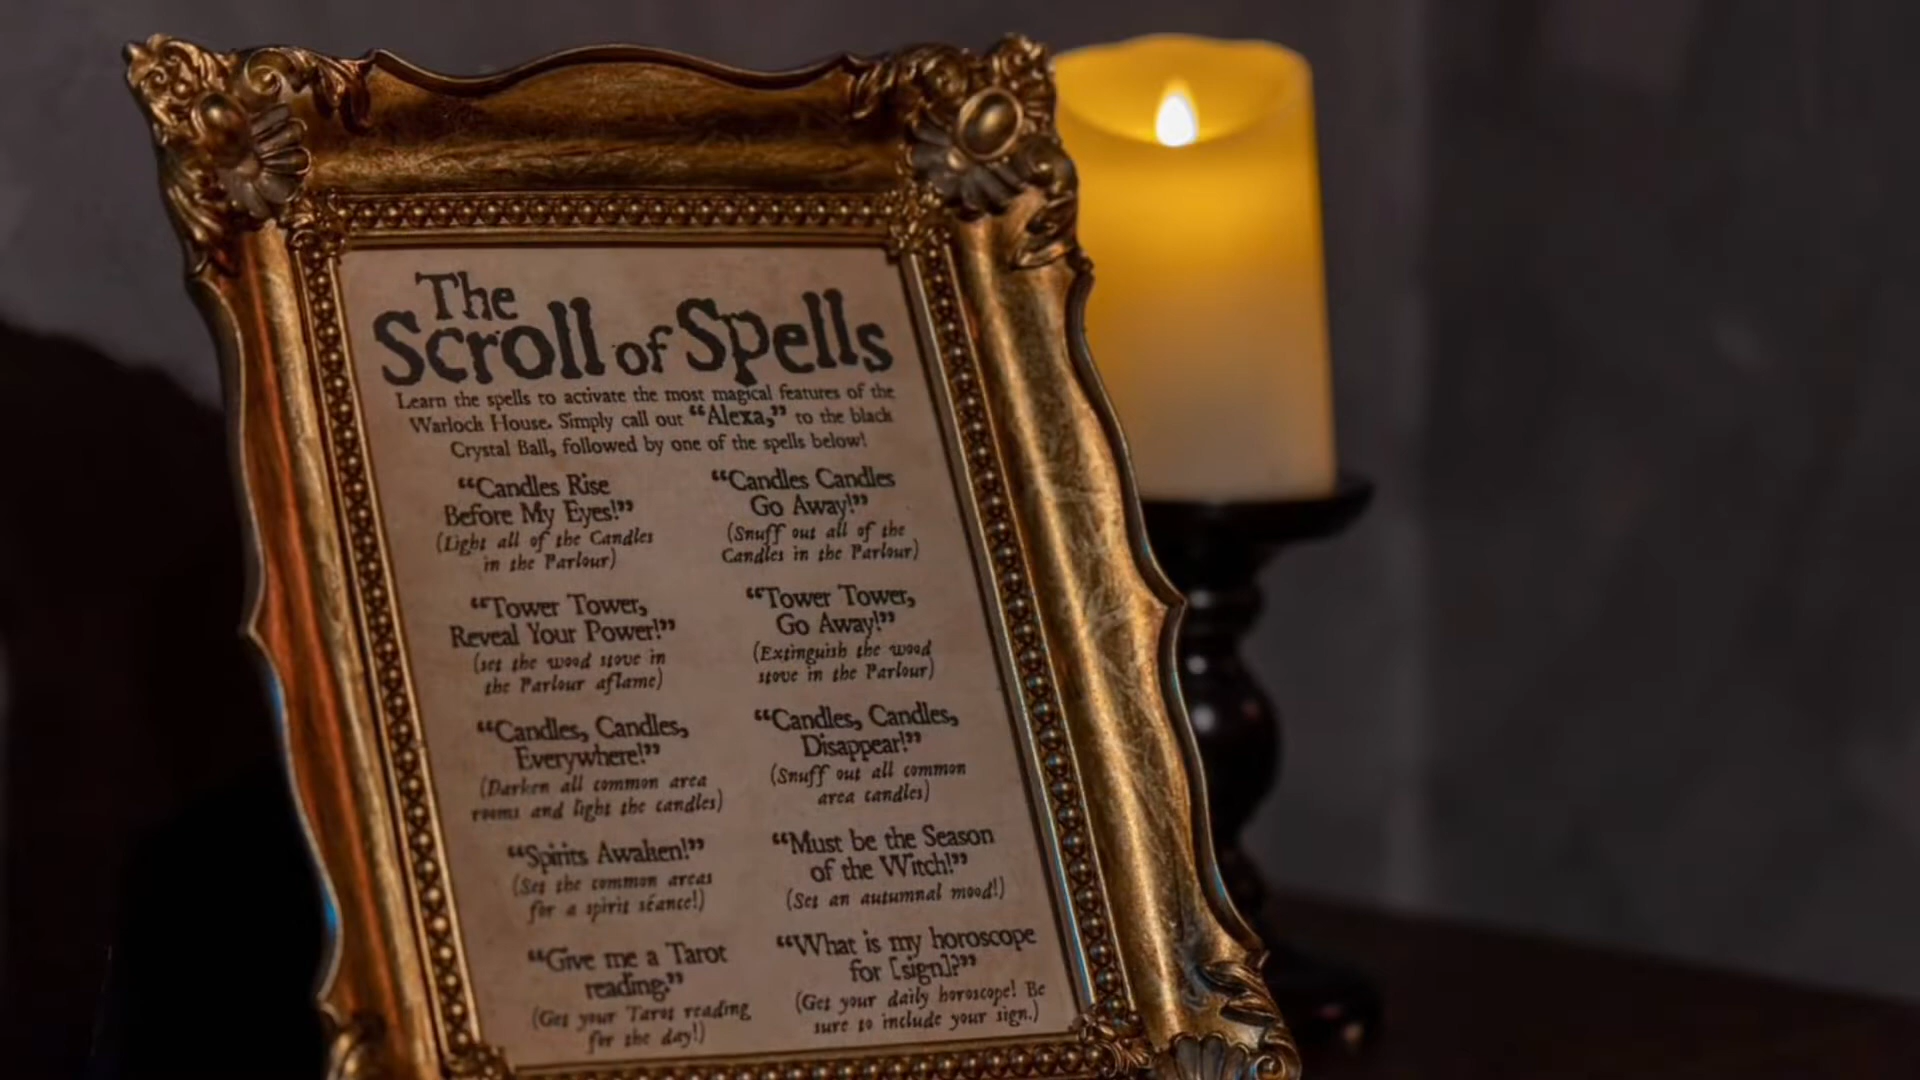 The
Scroll of Spells
Learn the spells to activate the most magical features of the
Warlock House. Simply call out “Alexa,” to the black
Crystal Ball, followed by one of the spells below!
“Candles Rise
Before My Eyes!”
(Light all of the Candles
in the Parlour)
“Candles Candles
Go Away!”
(Snuff out all of the
Candles in the Parlour)
“Tower Tower,
Reveal Your Power!”
(set the wood stove in
the Parlour aflame)
“Tower Tower,
Go Away!”
(Extinguish the wood
stove in the Parlour)
“Candles, Candles,
Everywhere!”
(Darken all common area
rooms and light the candles)
“Candles, Candles,
Disappear!”
(Snuff out all common
area candles)
“Spirits Awaken!”
(Set the common areas
for a spirit séance!)
“Must be the Season
of the Witch!”
(Set an autumnal mood!)
“Give me a Tarot
reading.”
(Get your Tarot reading
for the day!)
“What is my horoscope
for [sign]?”
(Get your daily horoscope! Be
sure to include your sign.)